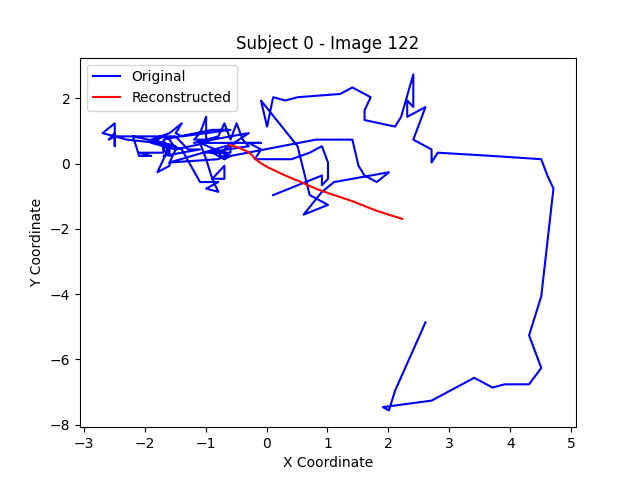 Subject 0 - Image 122
Original
Reconstructed
2
0
−2
−4
−6
−8
Y Coordinate
−3 −2 −1 0 1 2 3 4 5
X Coordinate